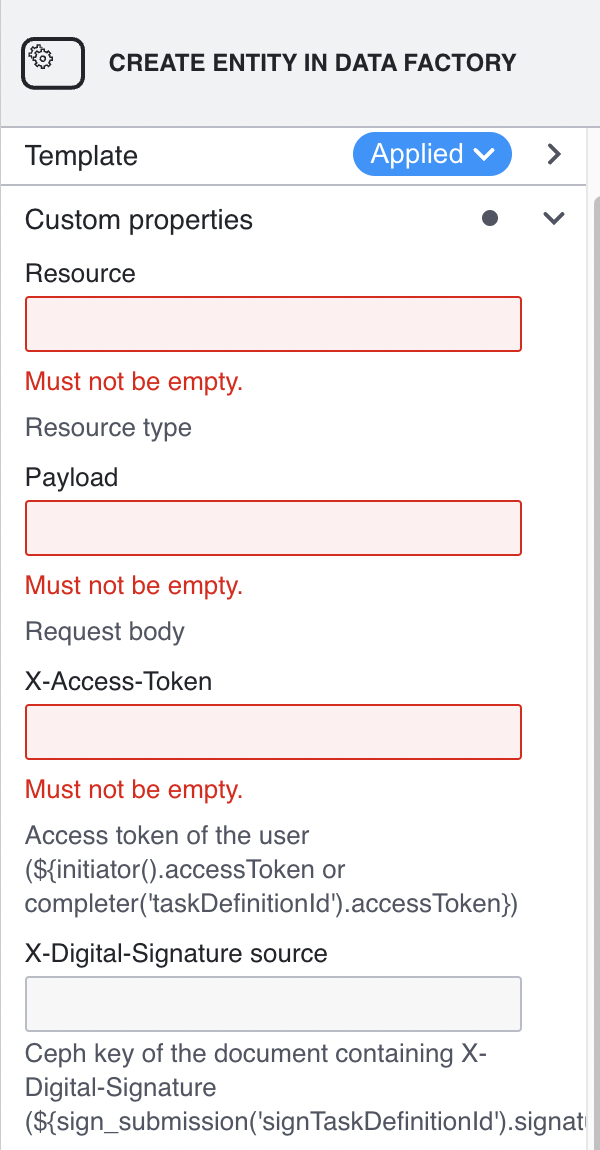 CREATE ENTITY IN DATA FACTORY
Template
Applied
Custom properties
Resource
Must not be empty.
Resource type
Payload
Must not be empty.
Request body
X-Access-Token
Must not be empty.
Access token of the user
(${initiator().accessToken or
completer('taskDefinitionId').accessToken})
X-Digital-Signature source
Ceph key of the document containing X-
Digital-Signature
(${sign_submission('signTaskDefinitionId').signat